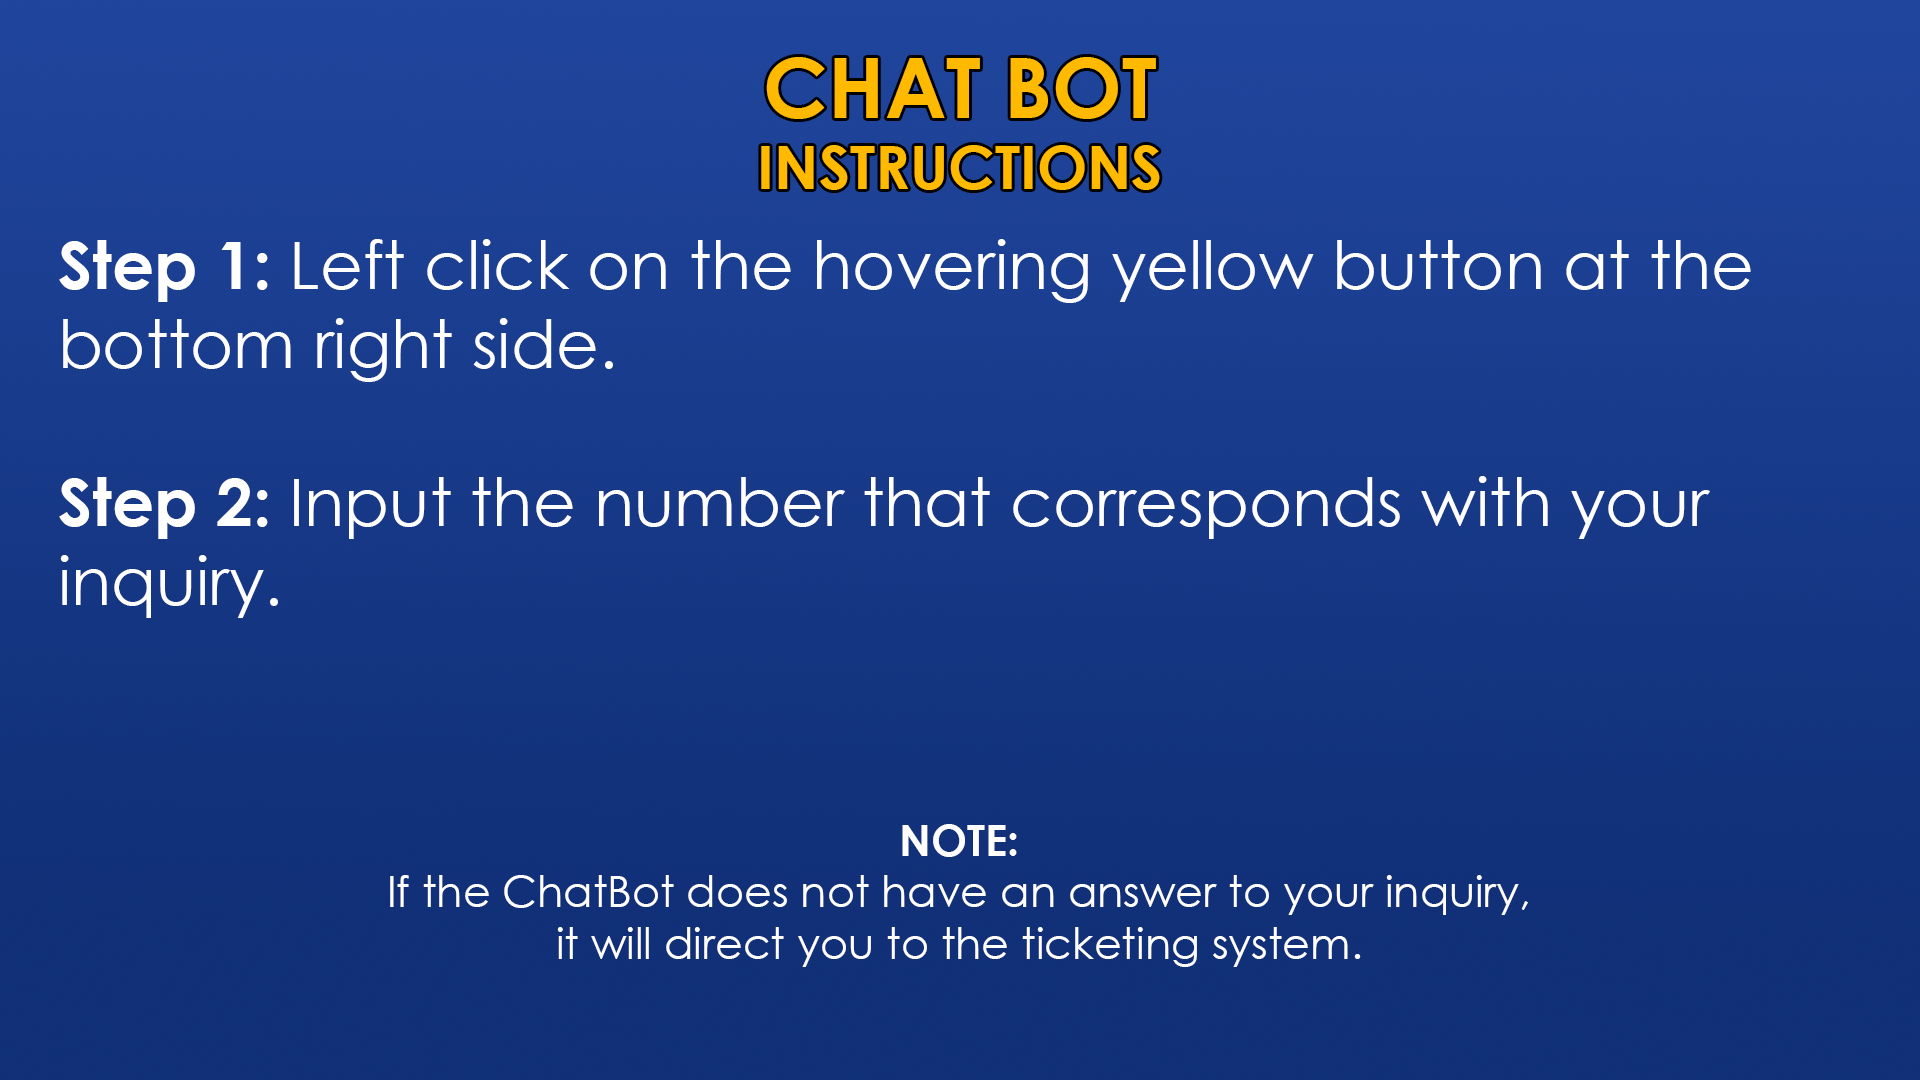 CHAT BOT
INSTRUCTIONS
Step 1: Left click on the hovering yellow button at the
bottom right side.
Step 2: Input the number that corresponds with your
inquiry.
NOTE:
If the ChatBot does not have an answer to your inquiry,
it will direct you to the ticketing system.